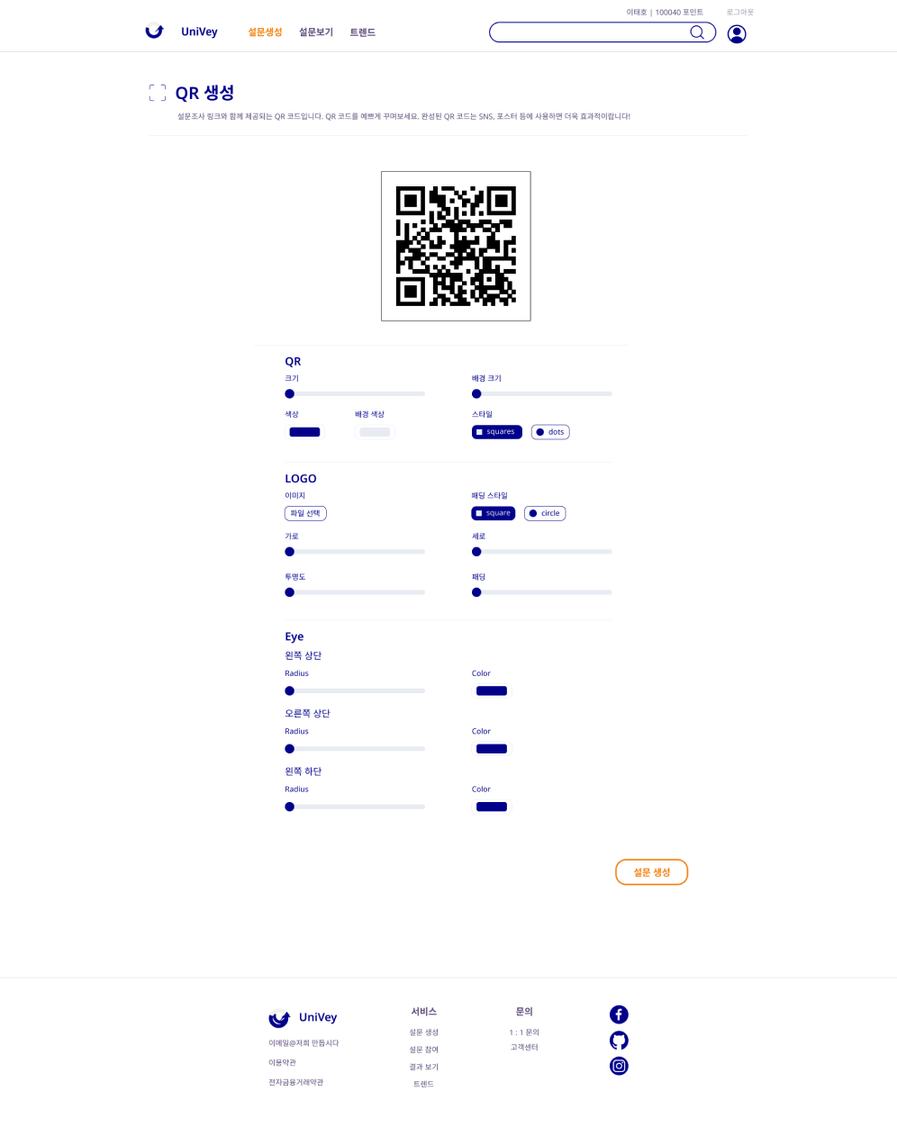 이태호 | 100040 포인트 로그아웃
UniVey 설문생성 설문보기 트렌드
QR 생성
설문조사 링크와 함께 제공되는 QR 코드입니다. QR 코드를 예쁘게 꾸며보세요. 완성된 QR 코드는 SNS, 포스터 등에 사용하면 더욱 효과적이랍니다!
QR
크기 배경 크기
색상 배경 색상 스타일
squares dots
LOGO
이미지 패딩 스타일
파일 선택 square circle
가로 세로
투명도 패딩
Eye
왼쪽 상단
Radius Color
오른쪽 상단
Radius Color
왼쪽 하단
Radius Color
설문 생성
UniVey 서비스 문의
이메일@저희 만듭시다 설문 생성 1 : 1 문의
이용약관 설문 참여 고객센터
전자금융거래약관 결과 보기
트렌드